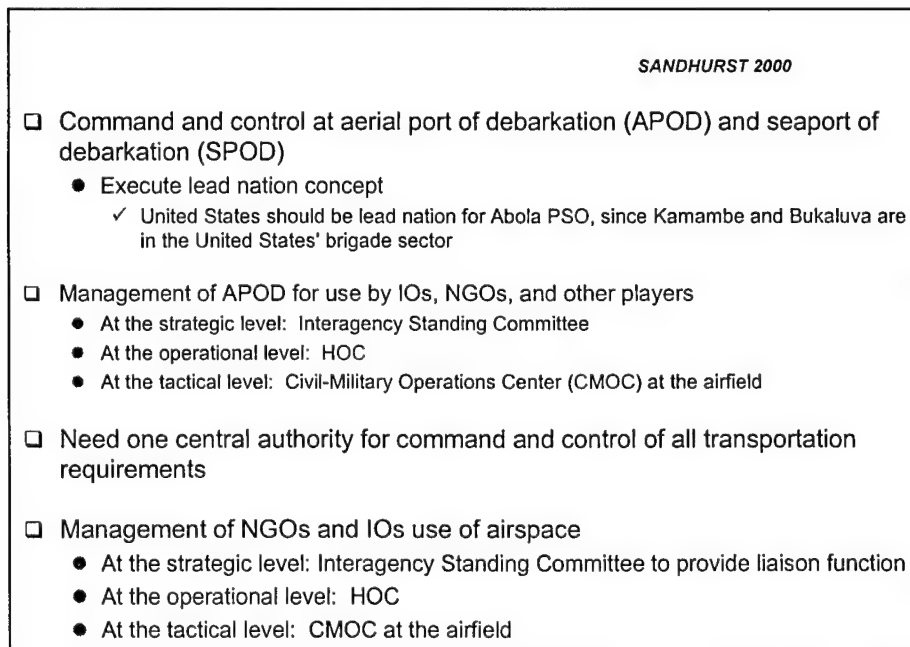 SANDHURST 2000
❑ Command and control at aerial port of debarkation (APOD) and seaport of
debarkation (SPOD)
● Execute lead nation concept
✓ United States should be lead nation for Abola PSO, since Kamambe and Bukaluva are
in the United States' brigade sector
❑ Management of APOD for use by IOs, NGOs, and other players
● At the strategic level: Interagency Standing Committee
● At the operational level: HOC
● At the tactical level: Civil-Military Operations Center (CMOC) at the airfield
❑ Need one central authority for command and control of all transportation
requirements
❑ Management of NGOs and IOs use of airspace
● At the strategic level: Interagency Standing Committee to provide liaison function
● At the operational level: HOC
● At the tactical level: CMOC at the airfield